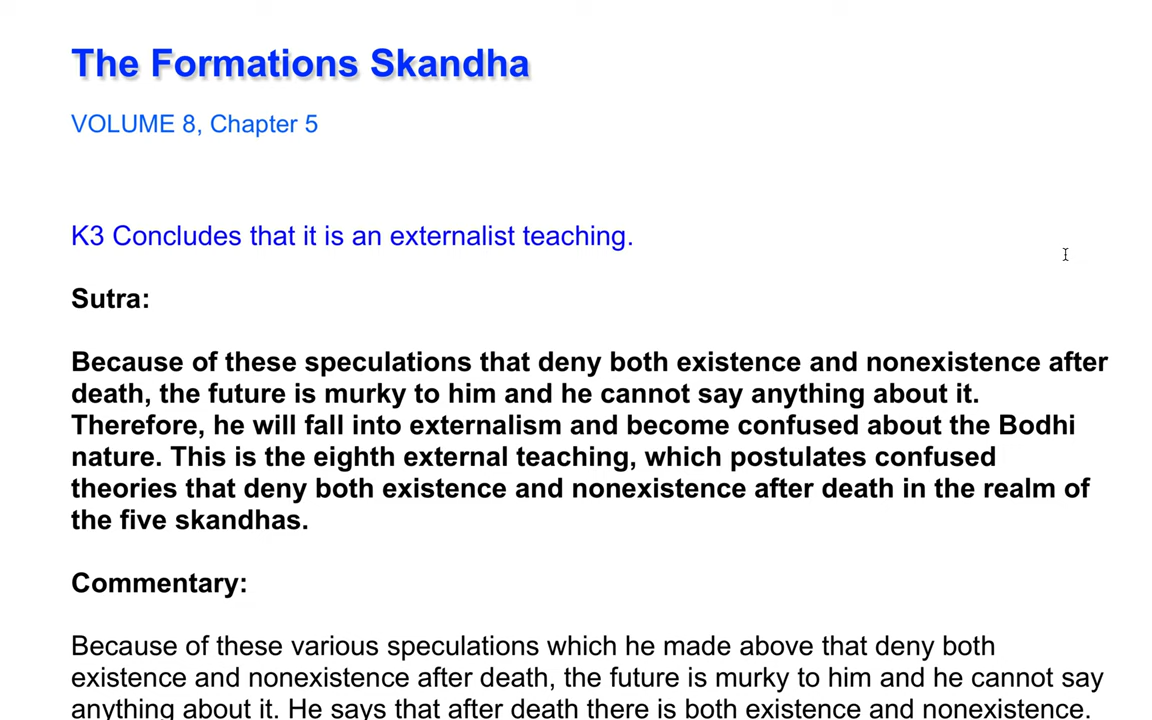 The Formations Skandha
VOLUME 8, Chapter 5
K3 Concludes that it is an externalist teaching.
Sutra:
Because of these speculations that deny both existence and nonexistence after
death, the future is murky to him and he cannot say anything about it.
Therefore, he will fall into externalism and become confused about the Bodhi
nature. This is the eighth external teaching, which postulates confused
theories that deny both existence and nonexistence after death in the realm of
the five skandhas.
Commentary:
Because of these various speculations which he made above that deny both
existence and nonexistence after death, the future is murky to him and he cannot say
anything about it. He says that after death there is both existence and nonexistence.